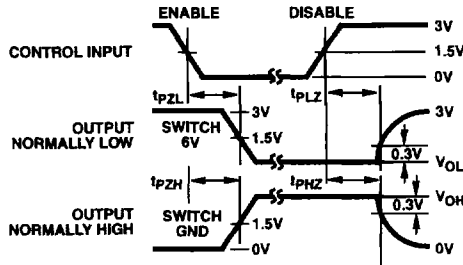 ENABLE
DISABLE
CONTROL INPUT
3V
1.5V
0V
tPZL
tPLZ
OUTPUT
NORMALLY LOW
SWITCH
6V
3V
1.5V
3V
0.3V
VOL
tPZH
tPHZ
OUTPUT
NORMALLY HIGH
SWITCH
GND
1.5V
0V
VOH
0.3V
0V